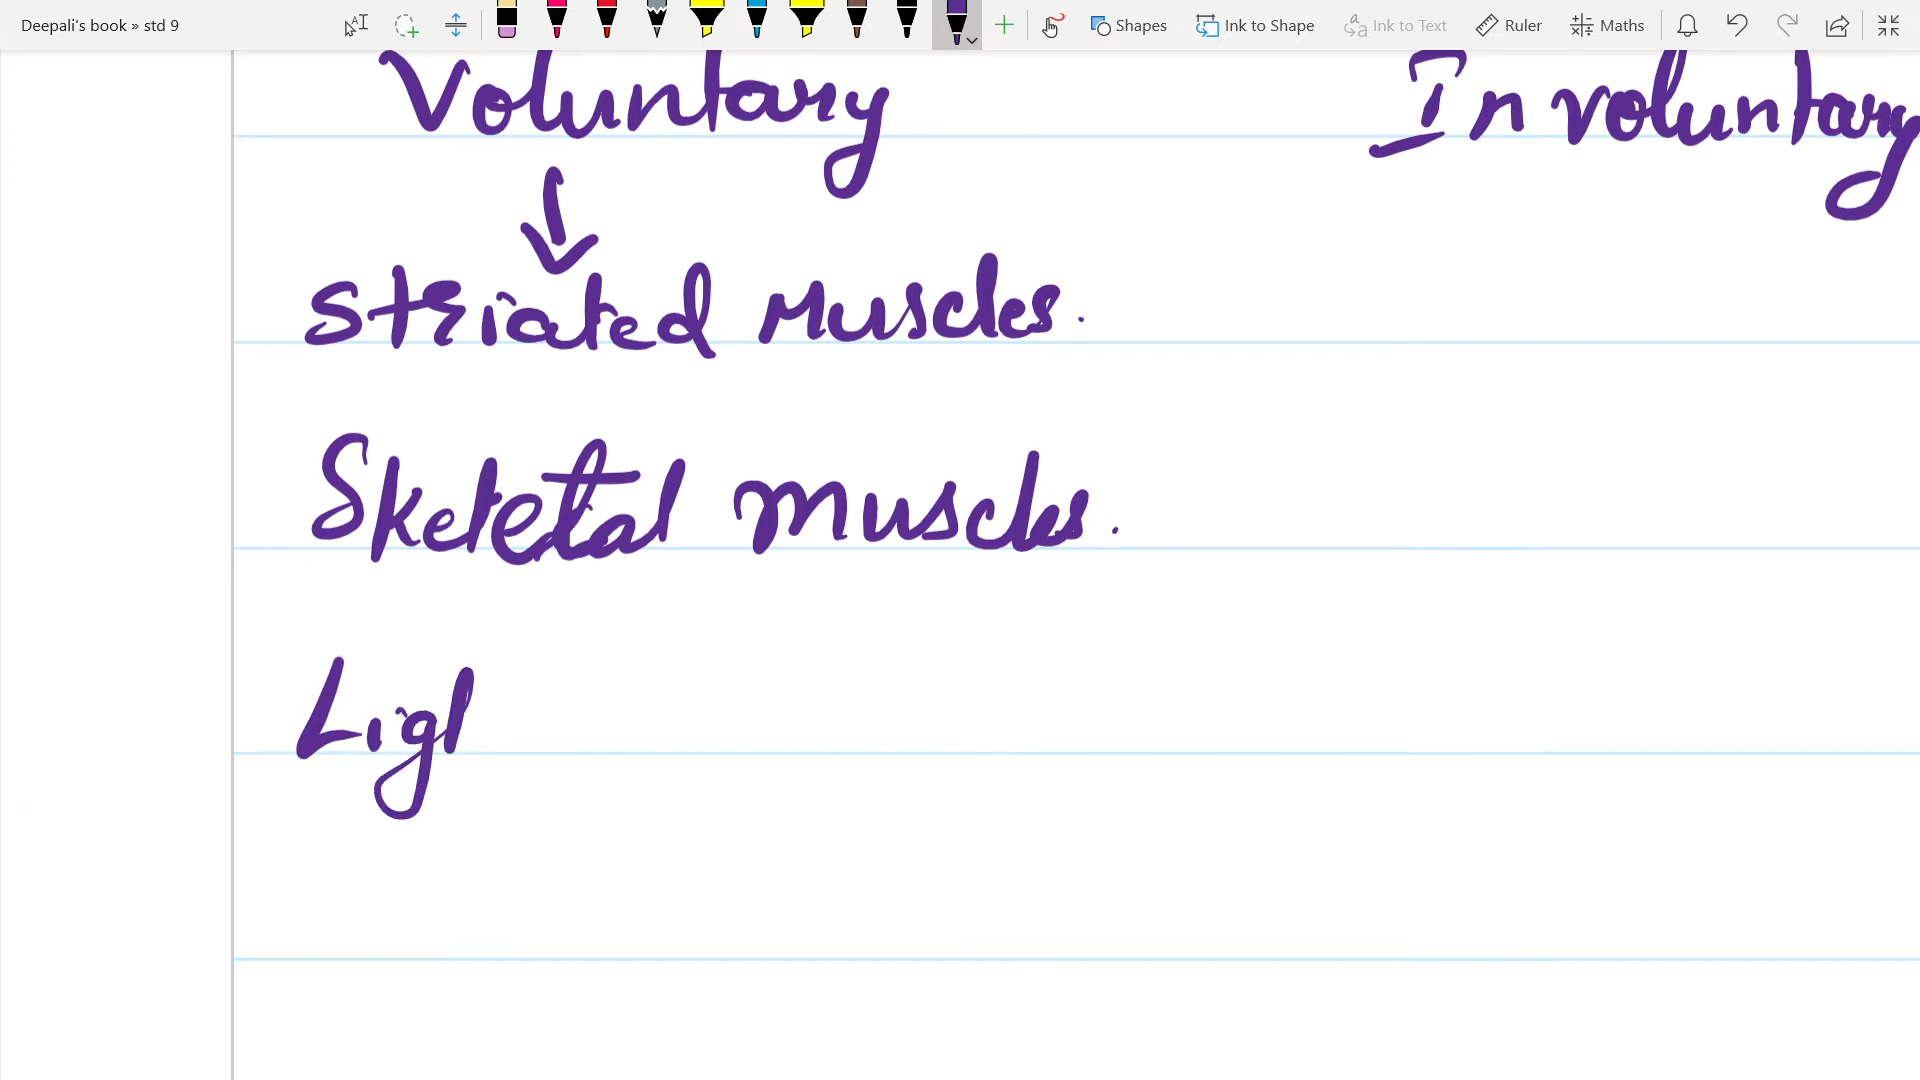 Deepali's book » std 9
Shapes Ink to Shape Ink to Text Ruler Maths
Voluntary Involuntary
Striated Muscles.
Skeletal muscles.
Ligl